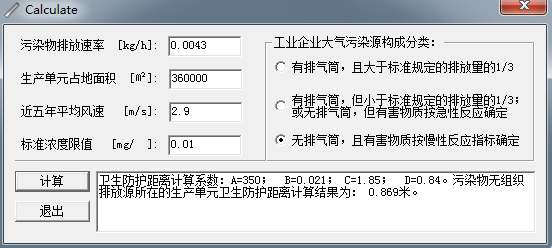 Calculate
污染物排放速率 [kg/h]: 0.0043
生产单元占地面积 [m²]: 360000
近五年平均风速 [m/s]: 2.9
标准浓度限值 [mg/ ]: 0.01
工业企业大气污染源构成分类:
有排气筒，且大于标准规定的排放量的1/3
有排气筒，但小于标准规定的排放量的1/3;
或无排气筒，但有害物质按急性反应确定
无排气筒，且有害物质按慢性反应指标确定
计算
退出
卫生防护距离计算系数: A=350; B=0.021; C=1.85; D=0.84。污染物无组织
排放源所在的生产单元卫生防护距离计算结果为: 0.869米。